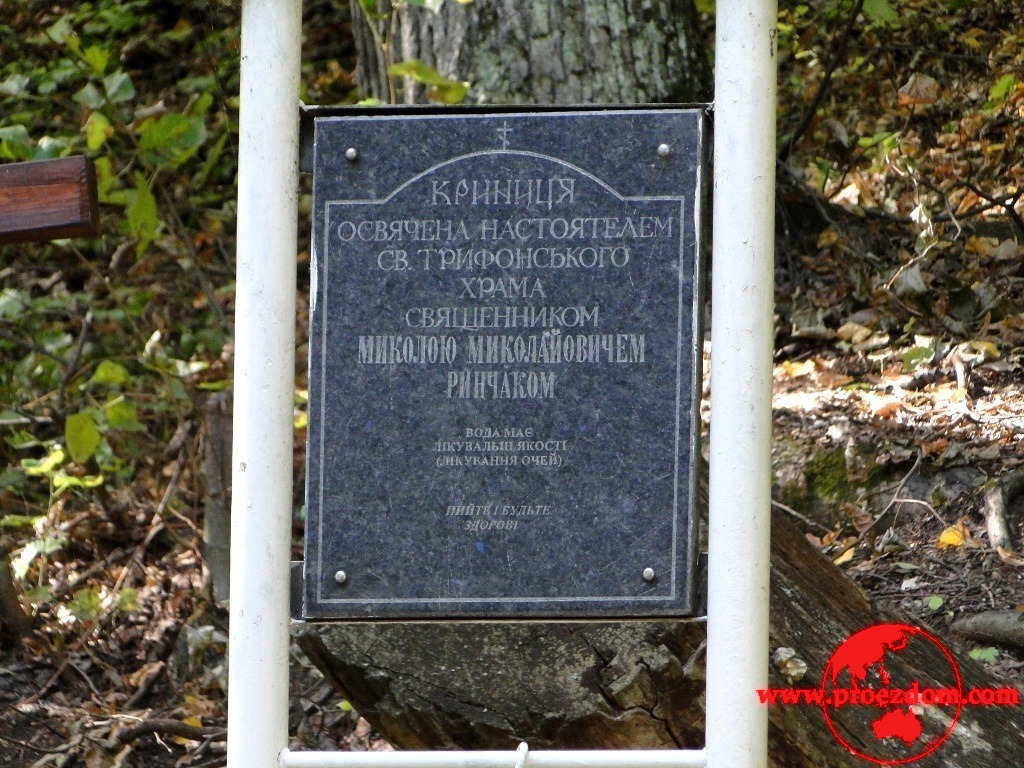 КРИНИЦЯ
ОСВЯЧЕНА НАСТОЯТЕЛЕМ
СВ. ТРИФОНСЬКОГО
ХРАМА
СВЯЩЕННИКОМ
МИКОЛОЮ МИКОЛАЙОВИЧЕМ
РИНЧАКОМ
ВОДА МАЄ
ЛІКУВАЛЬНІ ЯКОСТІ
(ЛІКУВАННЯ ОЧЕЙ)
ПИЙТЕ І БУДЬТЕ
ЗДОРОВІ
www.proezdom.com